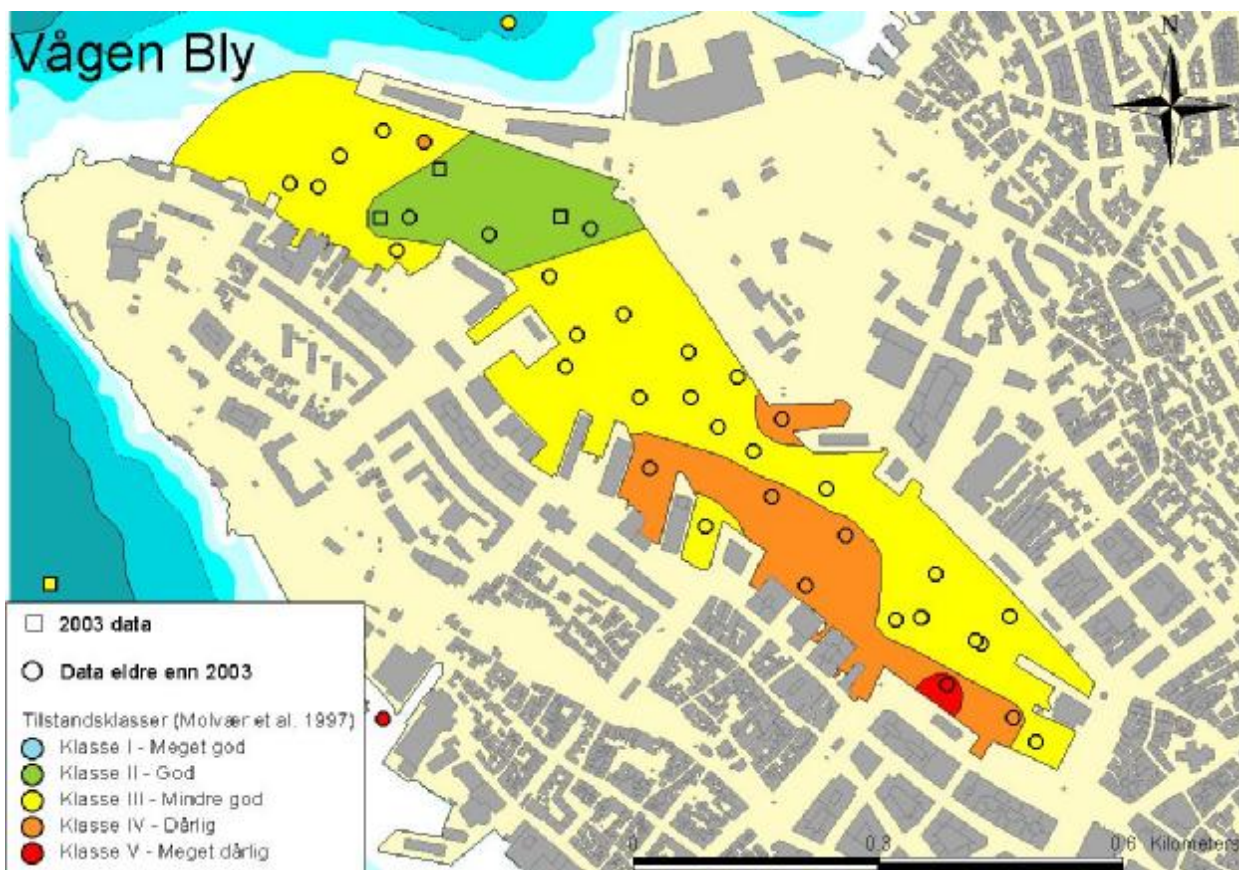 Vågen Bly
N
2003 data
Data eldre enn 2003
Tilstandsklasser (Molvær et al. 1997)
Klasse I - Meget god
Klasse II - God
Klasse III - Mindre god
Klasse IV - Dårlig
Klasse V - Meget dårlig
0 0.3 0.6 Kilometers